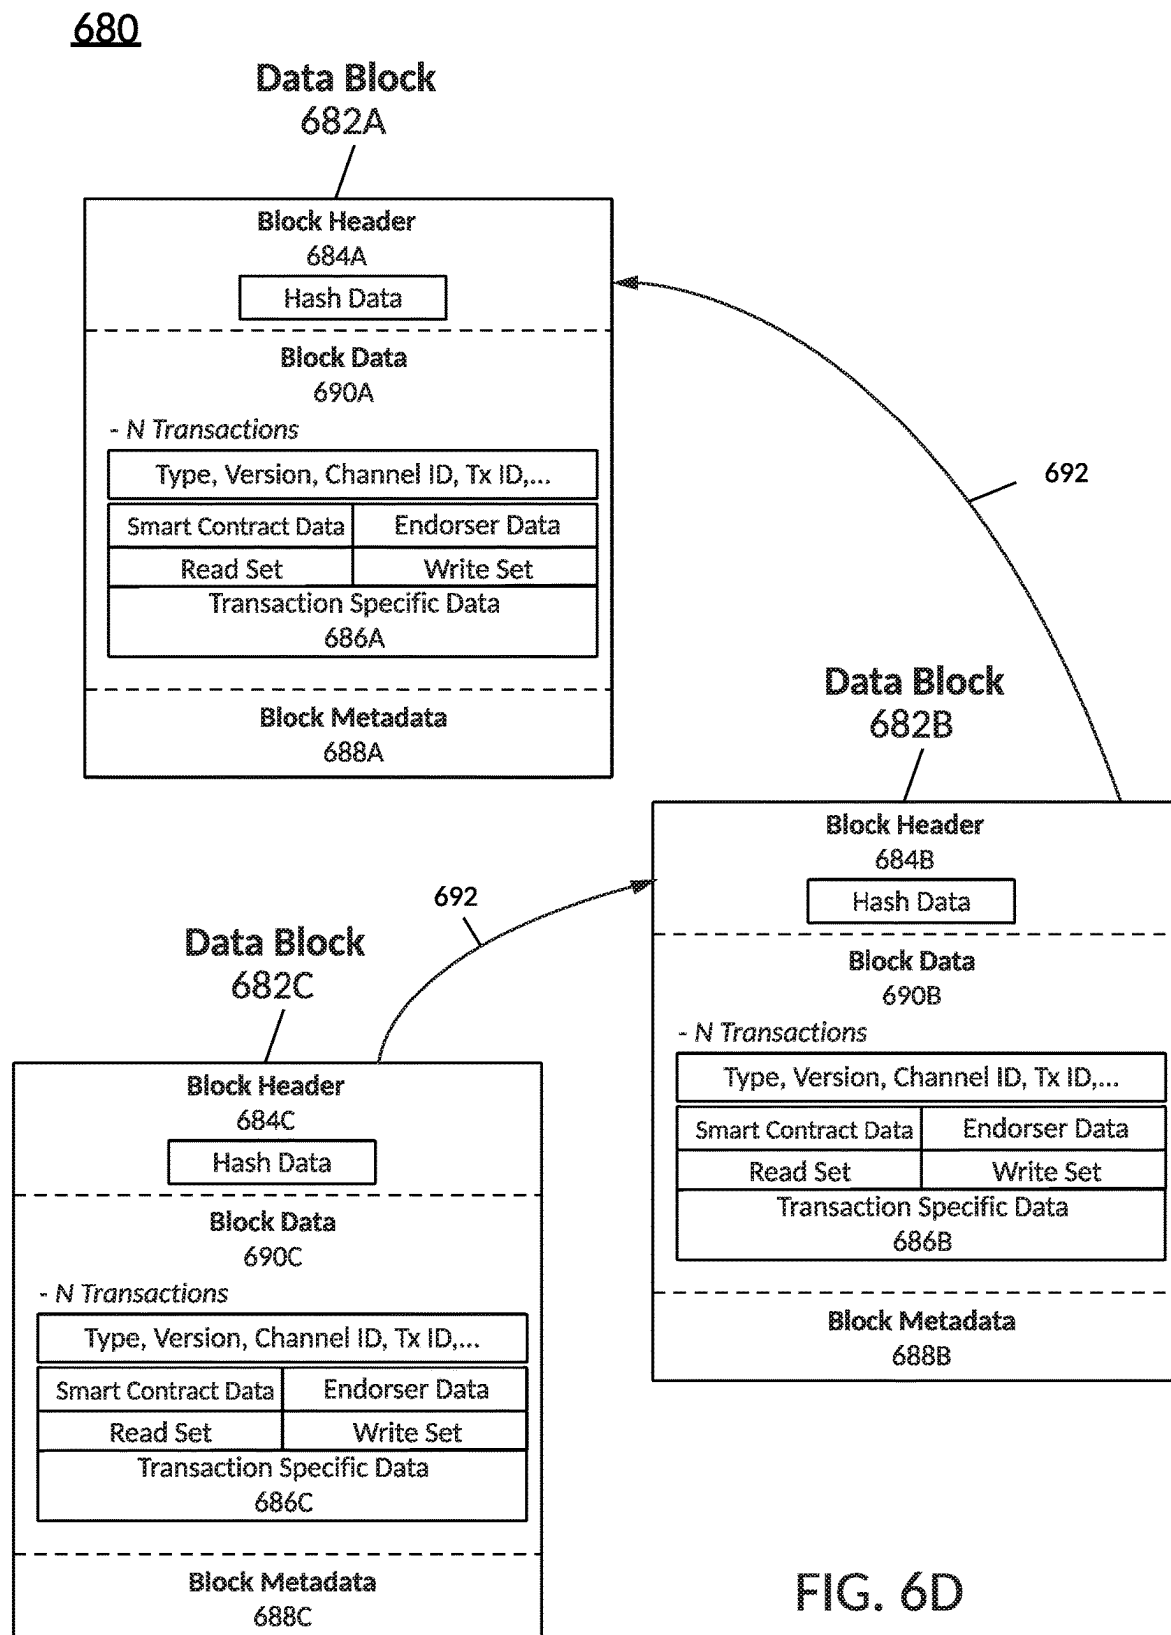 680
Data Block
682A
Block Header
684A
Hash Data
Block Data
690A
- N Transactions
Type, Version, Channel ID, Tx ID,...
Smart Contract Data Endorser Data
Read Set Write Set
Transaction Specific Data
686A
Block Metadata
688A
692
Data Block
682B
Block Header
684B
Hash Data
Block Data
690B
- N Transactions
Type, Version, Channel ID, Tx ID,...
Smart Contract Data Endorser Data
Read Set Write Set
Transaction Specific Data
686B
Block Metadata
688B
692
Data Block
682C
Block Header
684C
Hash Data
Block Data
690C
- N Transactions
Type, Version, Channel ID, Tx ID,...
Smart Contract Data Endorser Data
Read Set Write Set
Transaction Specific Data
686C
Block Metadata
688C
FIG. 6D